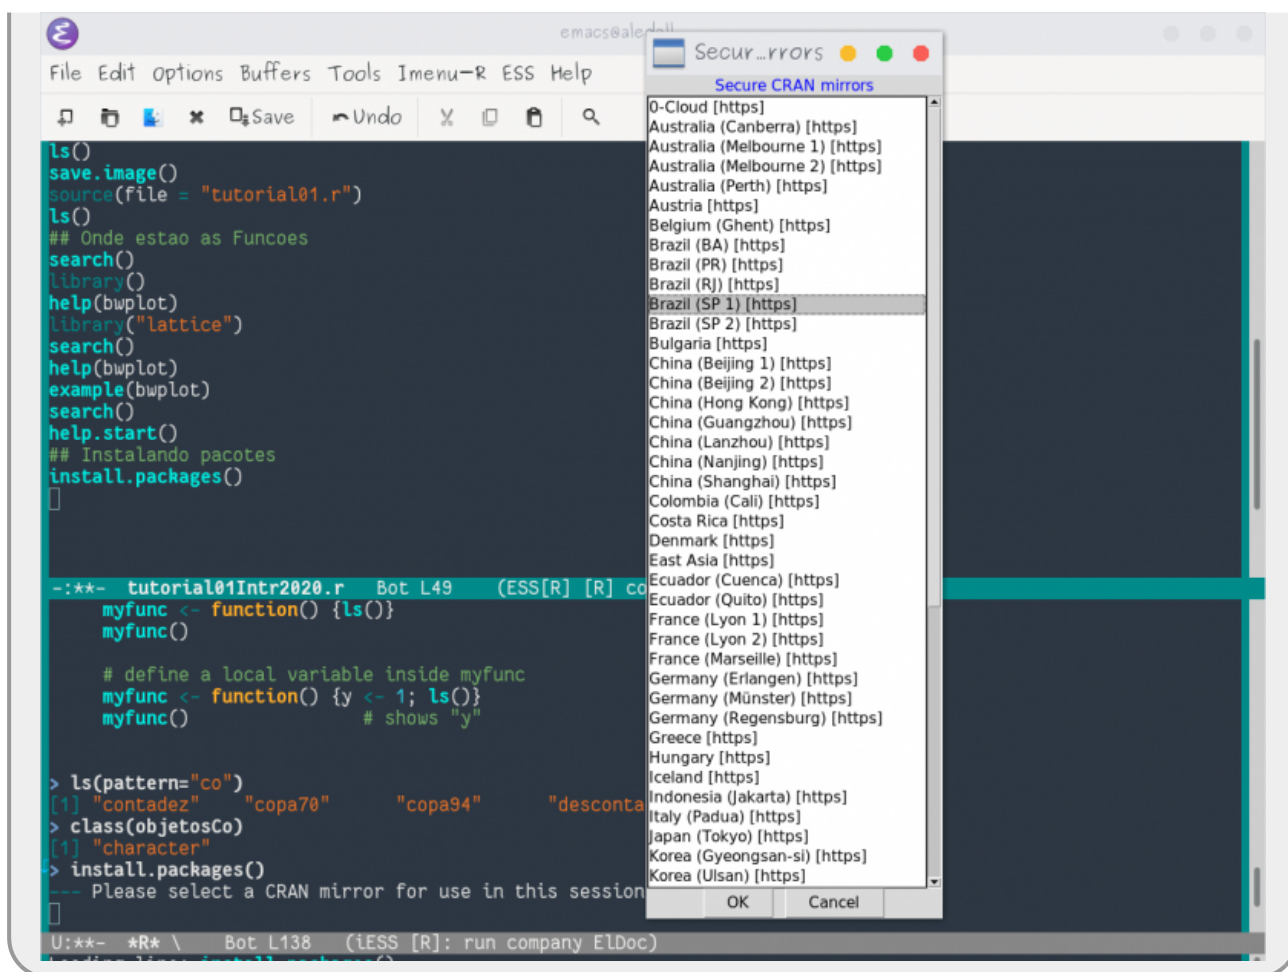 emacs@aledell
File Edit Options Buffers Tools Imenu-R ESS Help
Save Undo
ls()
save.image()
source(file = "tutorial01.r")
ls()
## Onde estao as Funcoes
search()
library()
help(bwplot)
library("lattice")
search()
help(bwplot)
example(bwplot)
search()
help.start()
## Instalando pacotes
install.packages()
-:**- tutorial01Intr2020.r Bot L49 (ESS[R] [R] co
myfunc <- function() {ls()}
myfunc()
# define a local variable inside myfunc
myfunc <- function() {y <- 1; ls()}
myfunc() # shows "y"
> ls(pattern="co")
[1] "contadez" "copa70" "copa94" "desconta
> class(objetosCo)
[1] "character"
> install.packages()
--- Please select a CRAN mirror for use in this session
U:**- *R* \ Bot L138 (iESS [R]: run company ElDoc)
Loading line: install.packages()
Secur...rrors
Secure CRAN mirrors
0-Cloud [https]
Australia (Canberra) [https]
Australia (Melbourne 1) [https]
Australia (Melbourne 2) [https]
Australia (Perth) [https]
Austria [https]
Belgium (Ghent) [https]
Brazil (BA) [https]
Brazil (PR) [https]
Brazil (RJ) [https]
Brazil (SP 1) [https]
Brazil (SP 2) [https]
Bulgaria [https]
China (Beijing 1) [https]
China (Beijing 2) [https]
China (Hong Kong) [https]
China (Guangzhou) [https]
China (Lanzhou) [https]
China (Nanjing) [https]
China (Shanghai) [https]
Colombia (Cali) [https]
Costa Rica [https]
Denmark [https]
East Asia [https]
Ecuador (Cuenca) [https]
Ecuador (Quito) [https]
France (Lyon 1) [https]
France (Lyon 2) [https]
France (Marseille) [https]
Germany (Erlangen) [https]
Germany (Münster) [https]
Germany (Regensburg) [https]
Greece [https]
Hungary [https]
Iceland [https]
Indonesia (Jakarta) [https]
Italy (Padua) [https]
Japan (Tokyo) [https]
Korea (Gyeongsan-si) [https]
Korea (Ulsan) [https]
OK Cancel